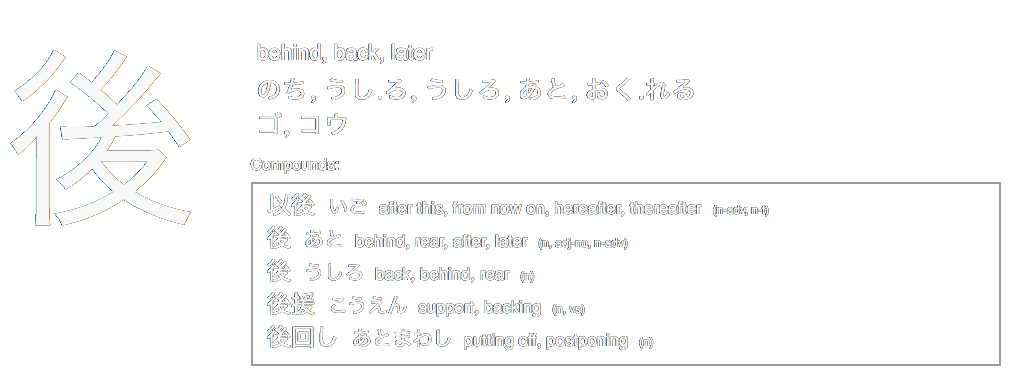 後
behind, back, later
のち, うし.ろ, うしろ, あと, おく.れる
ゴ, コウ
Compounds:
以後 いご after this, from now on, hereafter, thereafter (n-adv, n-t)
後 あと behind, rear, after, later (n, adj-no, n-adv)
後 うしろ back, behind, rear (n)
後援 こうえん support, backing (n, vs)
後回し あとまわし putting off, postponing (n)